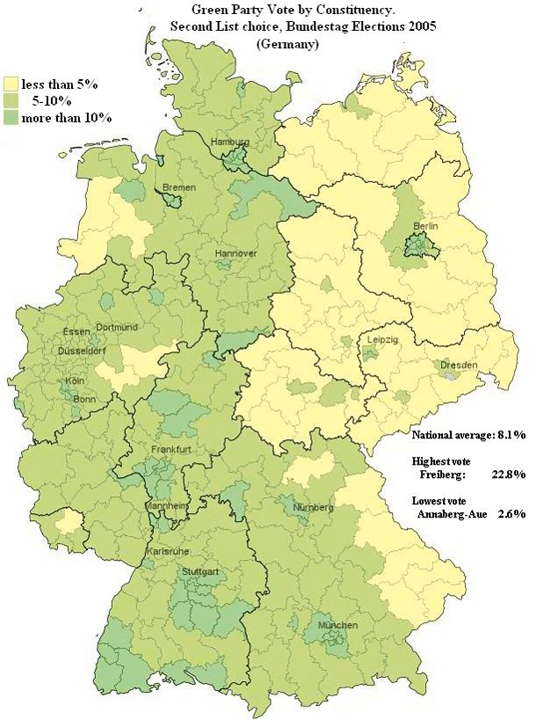 Green Party Vote by Constituency.
Second List choice, Bundestag Elections 2005
(Germany)
less than 5%
5-10%
more than 10%
Hamburg
Bremen
Berlin
Hannover
Essen
Dortmund
Düsseldorf
Leipzig
Dresden
Köln
Bonn
National average: 8.1%
Frankfurt
Highest vote
Freiberg: 22.8%
Mannheim
Nürnberg
Lowest vote
Annaberg-Aue 2.6%
Karlsruhe
Stuttgart
München